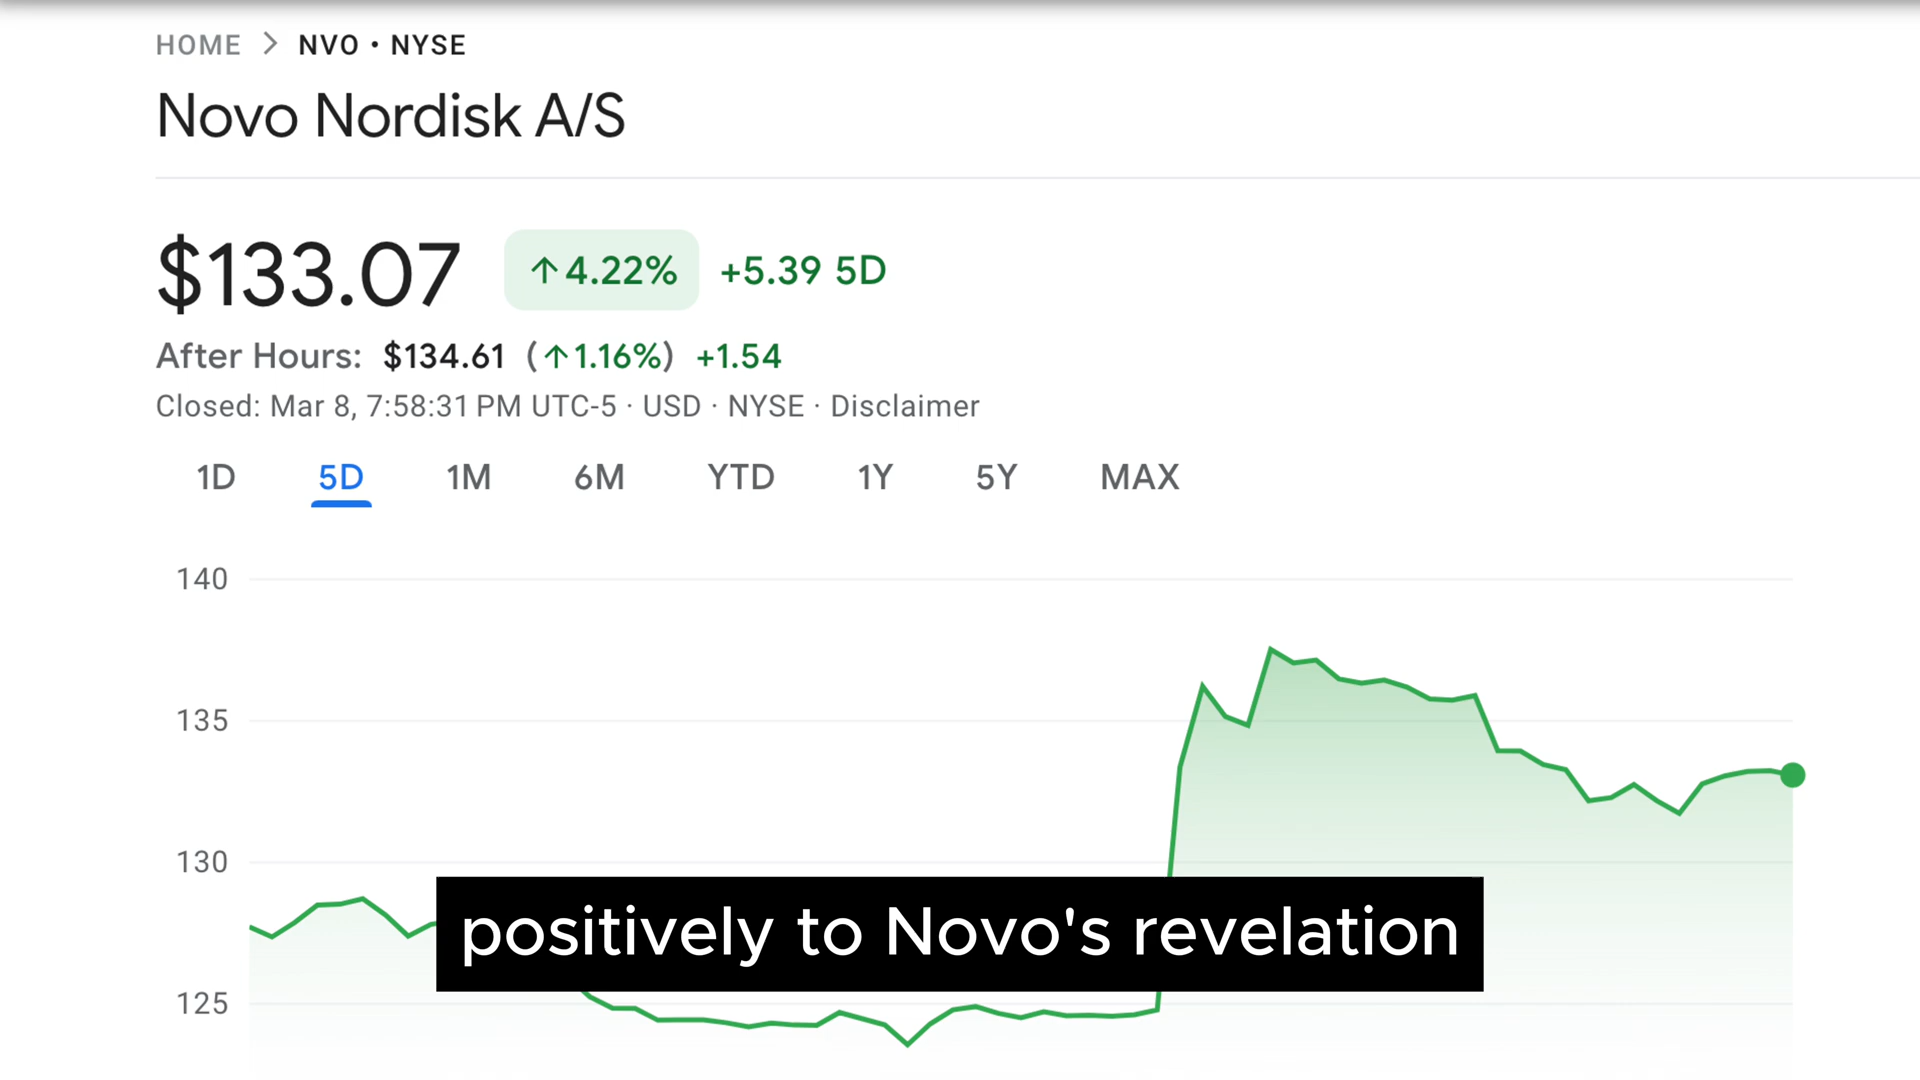 HOME > NVO • NYSE
Novo Nordisk A/S
$133.07 ↑4.22% +5.39 5D
After Hours: $134.61 (↑1.16%) +1.54
Closed: Mar 8, 7:58:31 PM UTC-5 · USD · NYSE · Disclaimer
1D 5D 1M 6M YTD 1Y 5Y MAX
140
135
130
125
positively to Novo's revelation